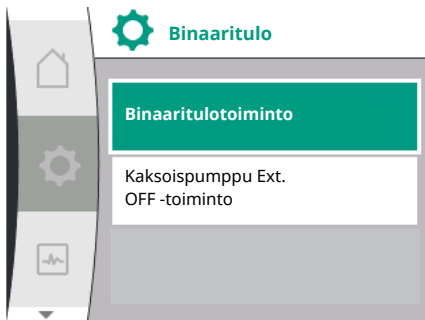 Binaaritulo
Binaaritulotoiminto
Kaksoispumppu Ext.
OFF -toiminto